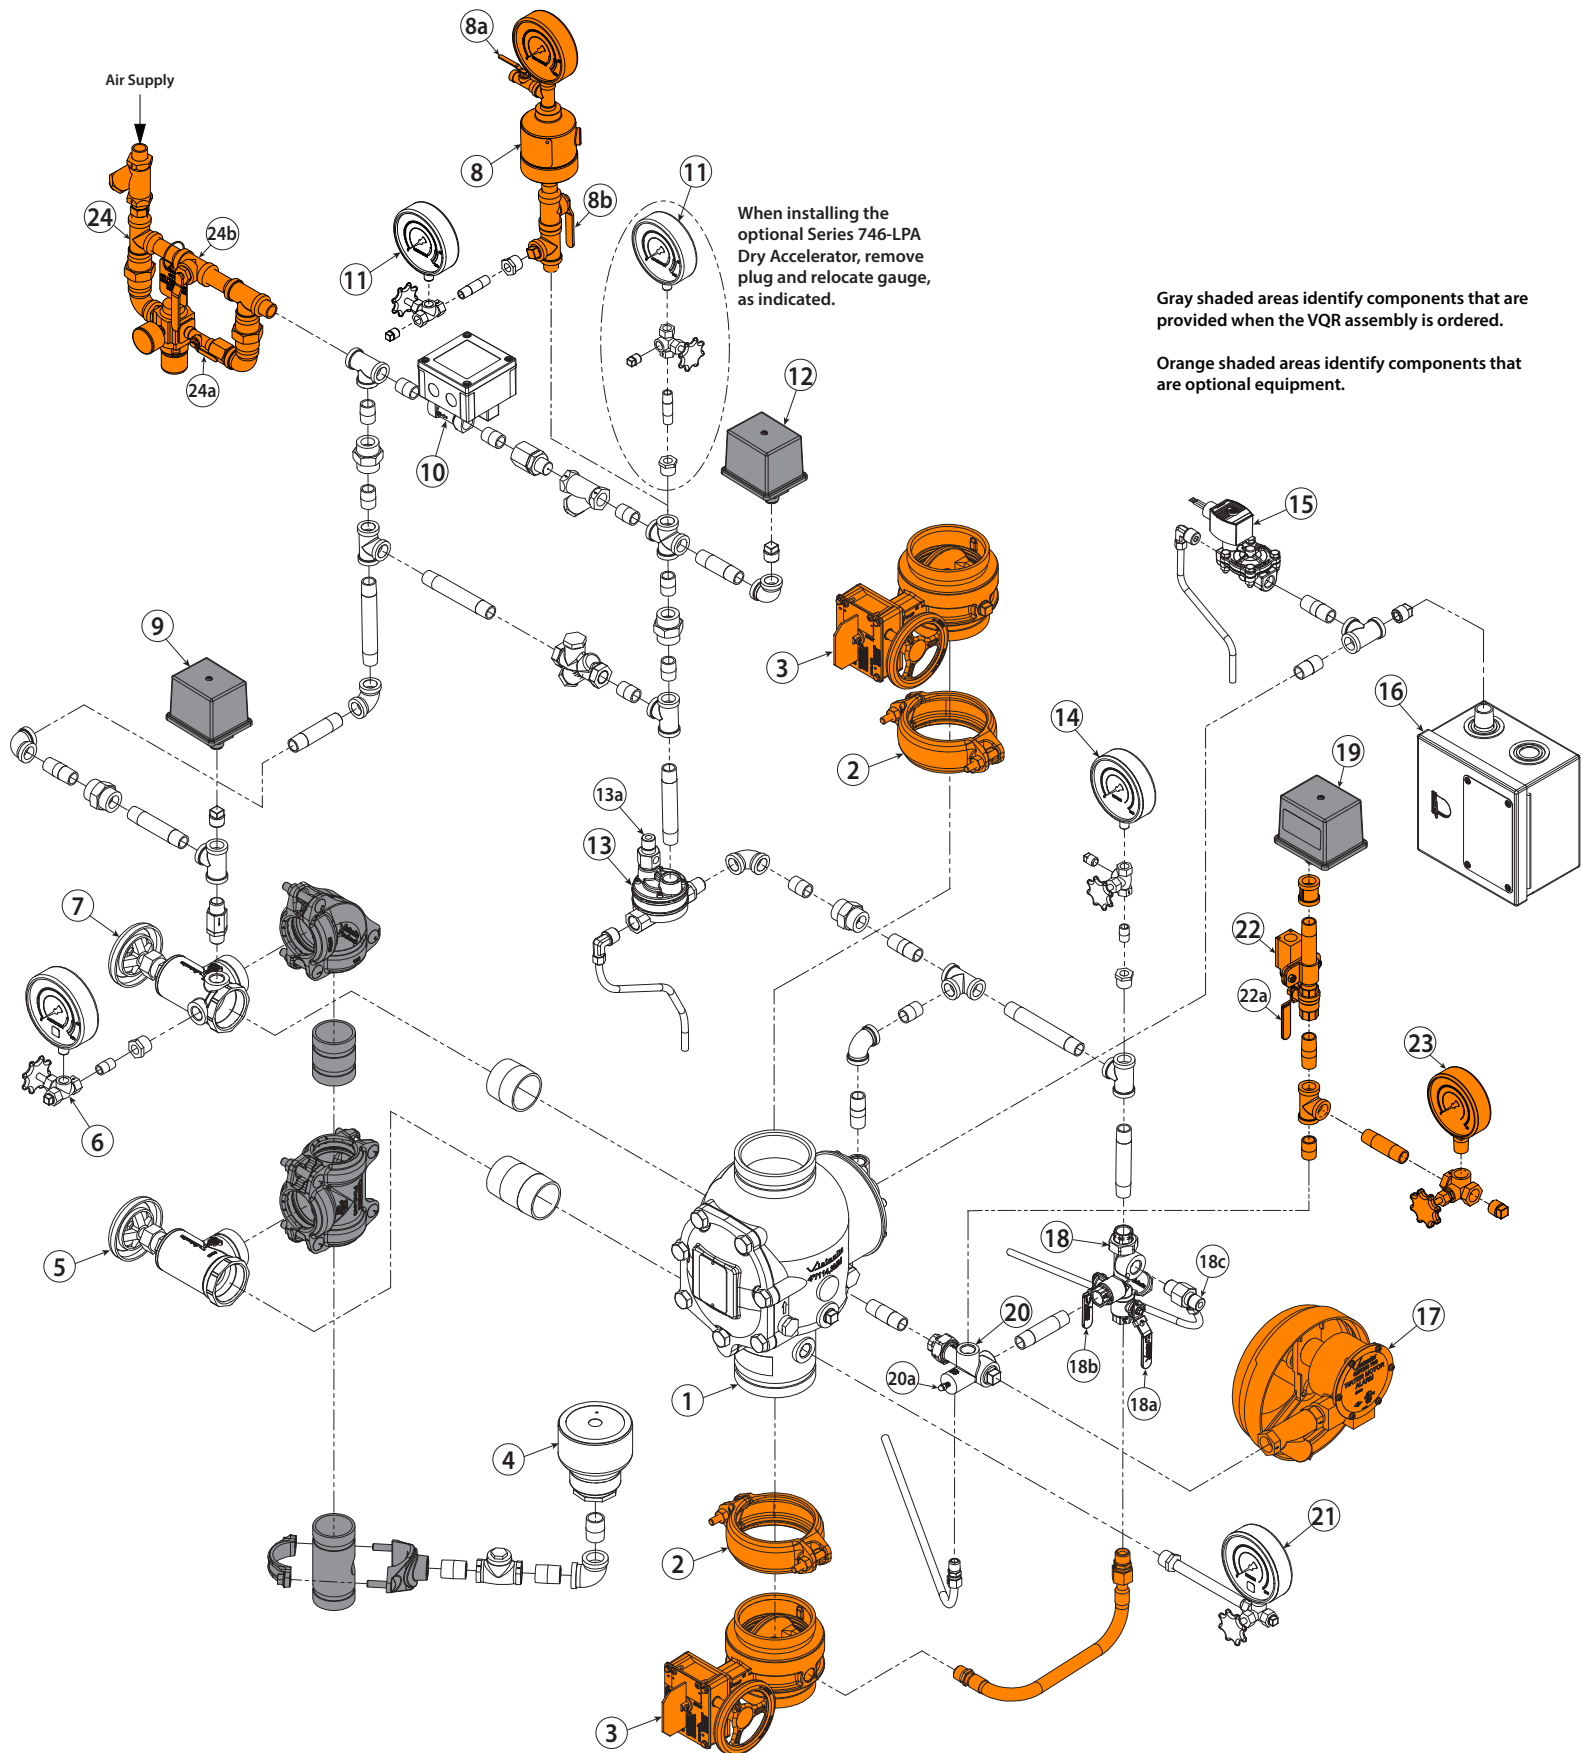 8a
Air Supply
8
11
8b
24
24b
11
When installing the
optional Series 746-LPA
Dry Accelerator, remove
plug and relocate gauge,
as indicated.
Gray shaded areas identify components that are
provided when the VQR assembly is ordered.
Orange shaded areas identify components that
are optional equipment.
24a
12
10
15
9
3
16
14
19
2
13a
13
7
22
22a
23
6
5
18
18c
20
17
18b
20a
18a
1
4
21
2
3
WATER MOTOR
ALARM